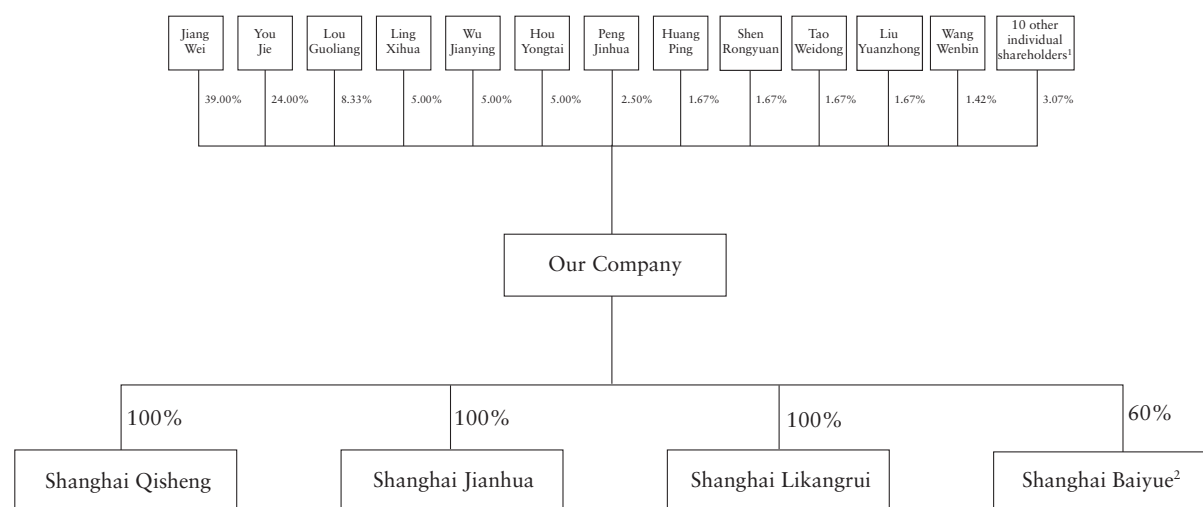 Jiang
Wei
You
Jie
Lou
Guoliang
Ling
Xihua
Wu
Jianying
Hou
Yongtai
Peng
Jinhua
Huang
Ping
Shen
Rongyuan
Tao
Weidong
Liu
Yuanzhong
Wang
Wenbin
10 other
individual
shareholders¹
39.00%
24.00%
8.33%
5.00%
5.00%
5.00%
2.50%
1.67%
1.67%
1.67%
1.67%
1.42%
3.07%
Our Company
100%
100%
100%
60%
Shanghai Qisheng
Shanghai Jianhua
Shanghai Likangrui
Shanghai Baiyue²